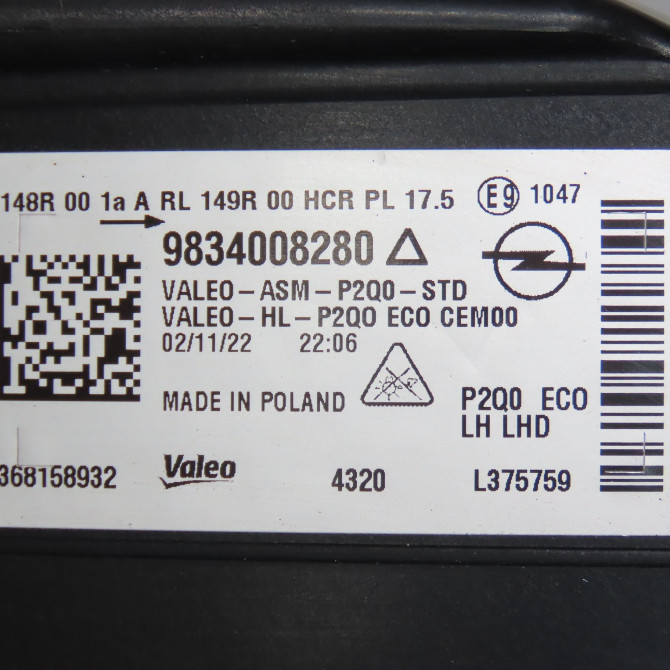 148R 00 1a A RL 149R 00 HCR PL 17.5 E9 1047
9834008280
VALEO-ASM-P2Q0-STD
VALEO-HL-P2QO ECO CEM00
02/11/22 22:06
MADE IN POLAND
P2Q0 ECO
LH LHD
368158932 Valeo 4320 L375759